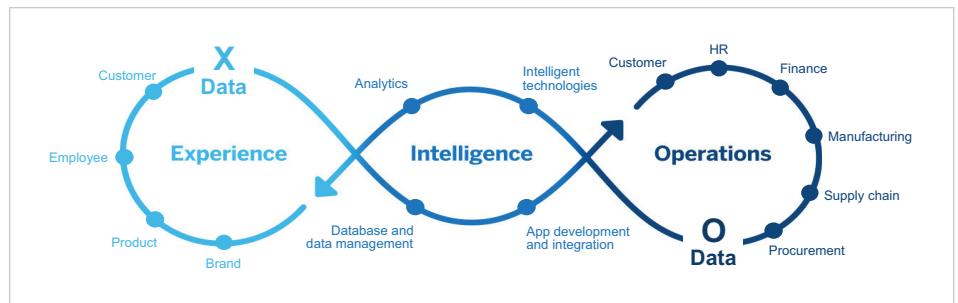 X
Data
Customer
Employee
Experience
Product
Brand
Analytics
Intelligent
technologies
Intelligence
Database and
data management
App development
and integration
Customer
HR
Finance
Manufacturing
Operations
Supply chain
Procurement
O
Data